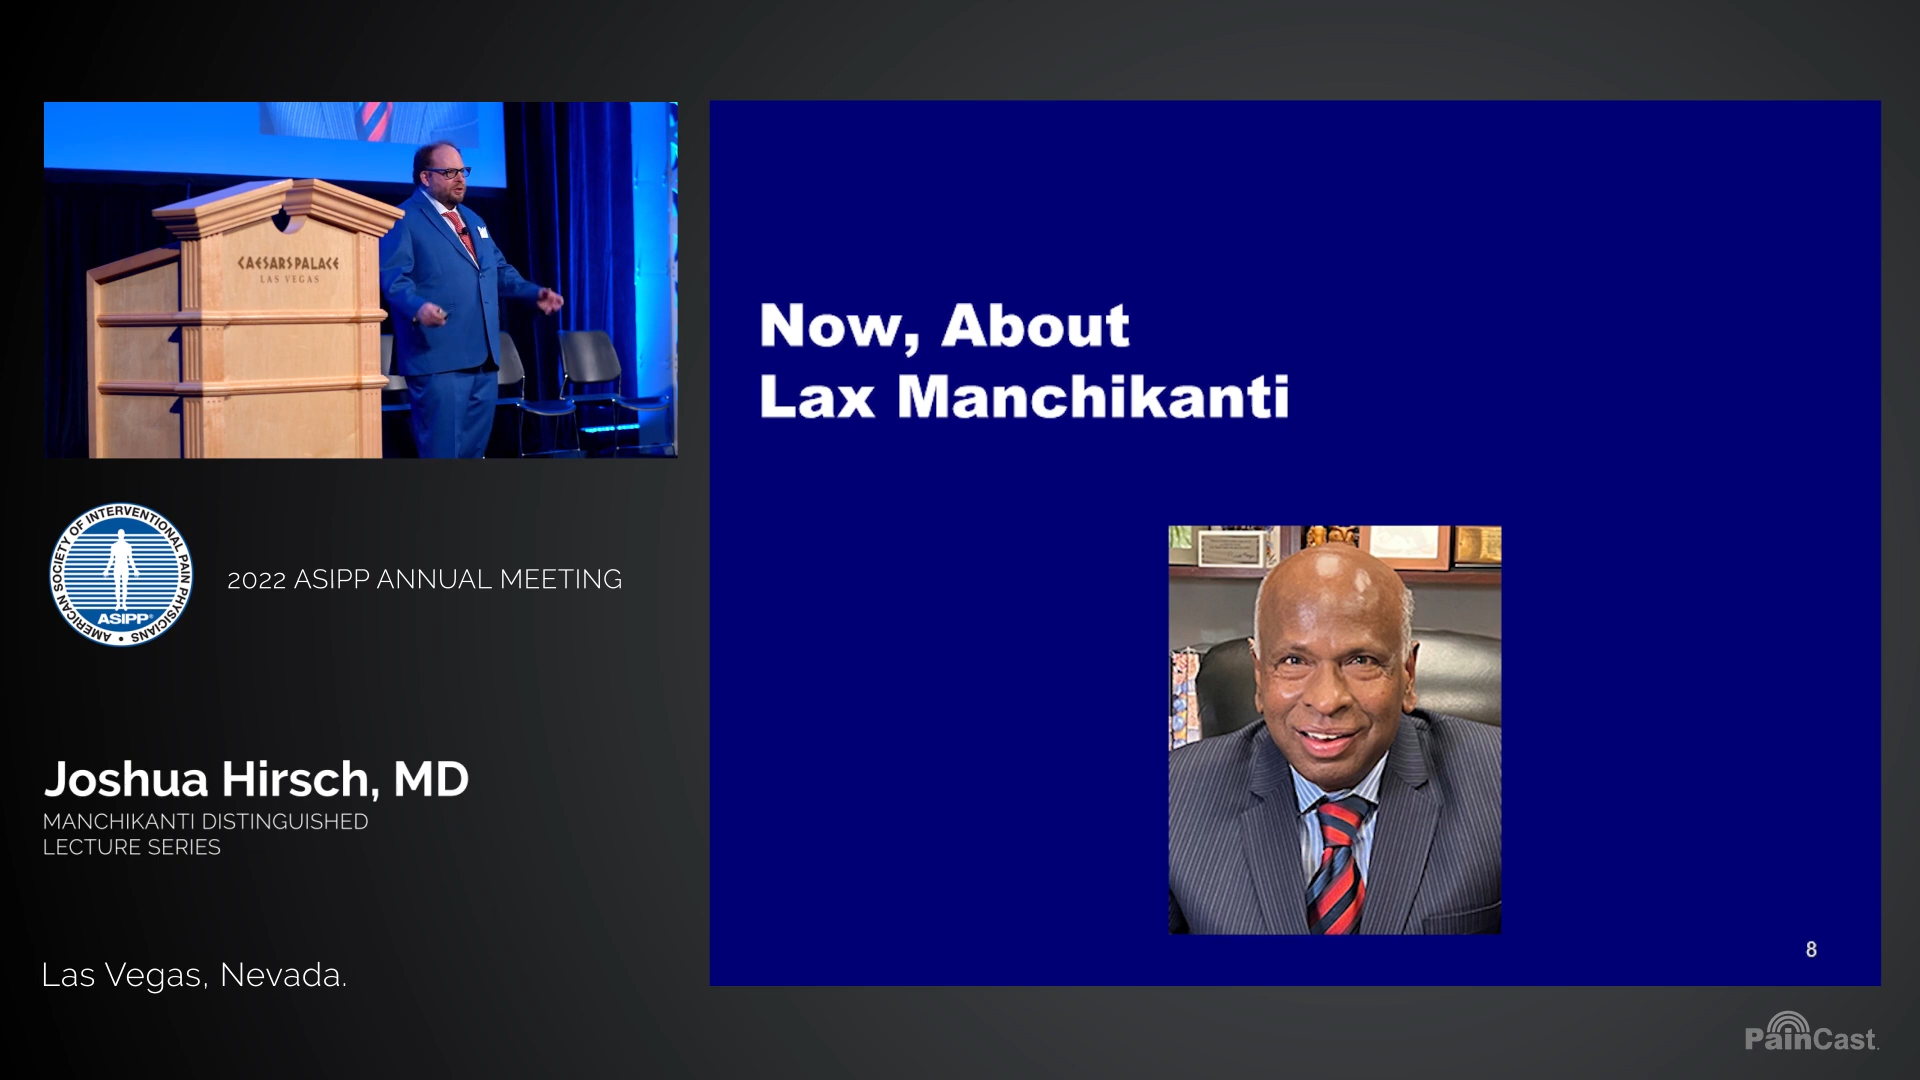 CAESARS PALACE
LAS VEGAS
AMERICAN SOCIETY OF INTERVENTIONAL PAIN PHYSICIANS
ASIPP
2022 ASIPP ANNUAL MEETING
Joshua Hirsch, MD
MANCHIKANTI DISTINGUISHED
LECTURE SERIES
Las Vegas, Nevada.
Now, About
Lax Manchikanti
8
PainCast.